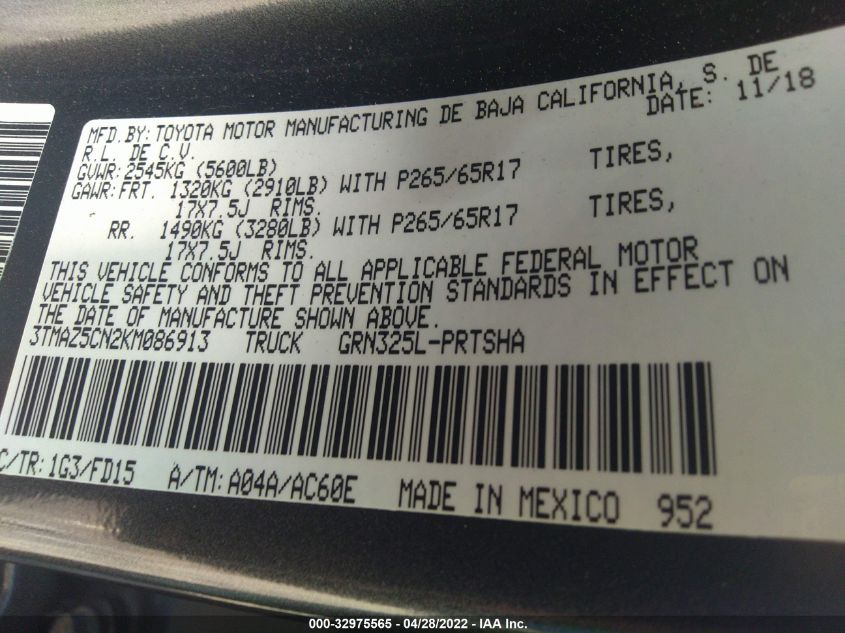 MFD.BY: TOYOTA MOTOR MANUFACTURING DE BAJA CALIFORNIA, S. DE
R.L. DE C.V. DATE: 11/18
GVWR: 2545KG (5600LB)
GAWR: FRT. 1320KG (2910LB) WITH P265/65R17 TIRES,
17X7.5J RIMS.
RR. 1490KG (3280LB) WITH P265/65R17 TIRES,
17X7.5J RIMS.
THIS VEHICLE CONFORMS TO ALL APPLICABLE FEDERAL MOTOR
VEHICLE SAFETY AND THEFT PREVENTION STANDARDS IN EFFECT ON
THE DATE OF MANUFACTURE SHOWN ABOVE.
3TMAZ5CN2KM086913 TRUCK GRN325L-PRTSHA
C/TR: 1G3/FD15 A/TM: A04A/AC60E MADE IN MEXICO 952
000-32975565 / 04/28/2022 - IAA Inc.